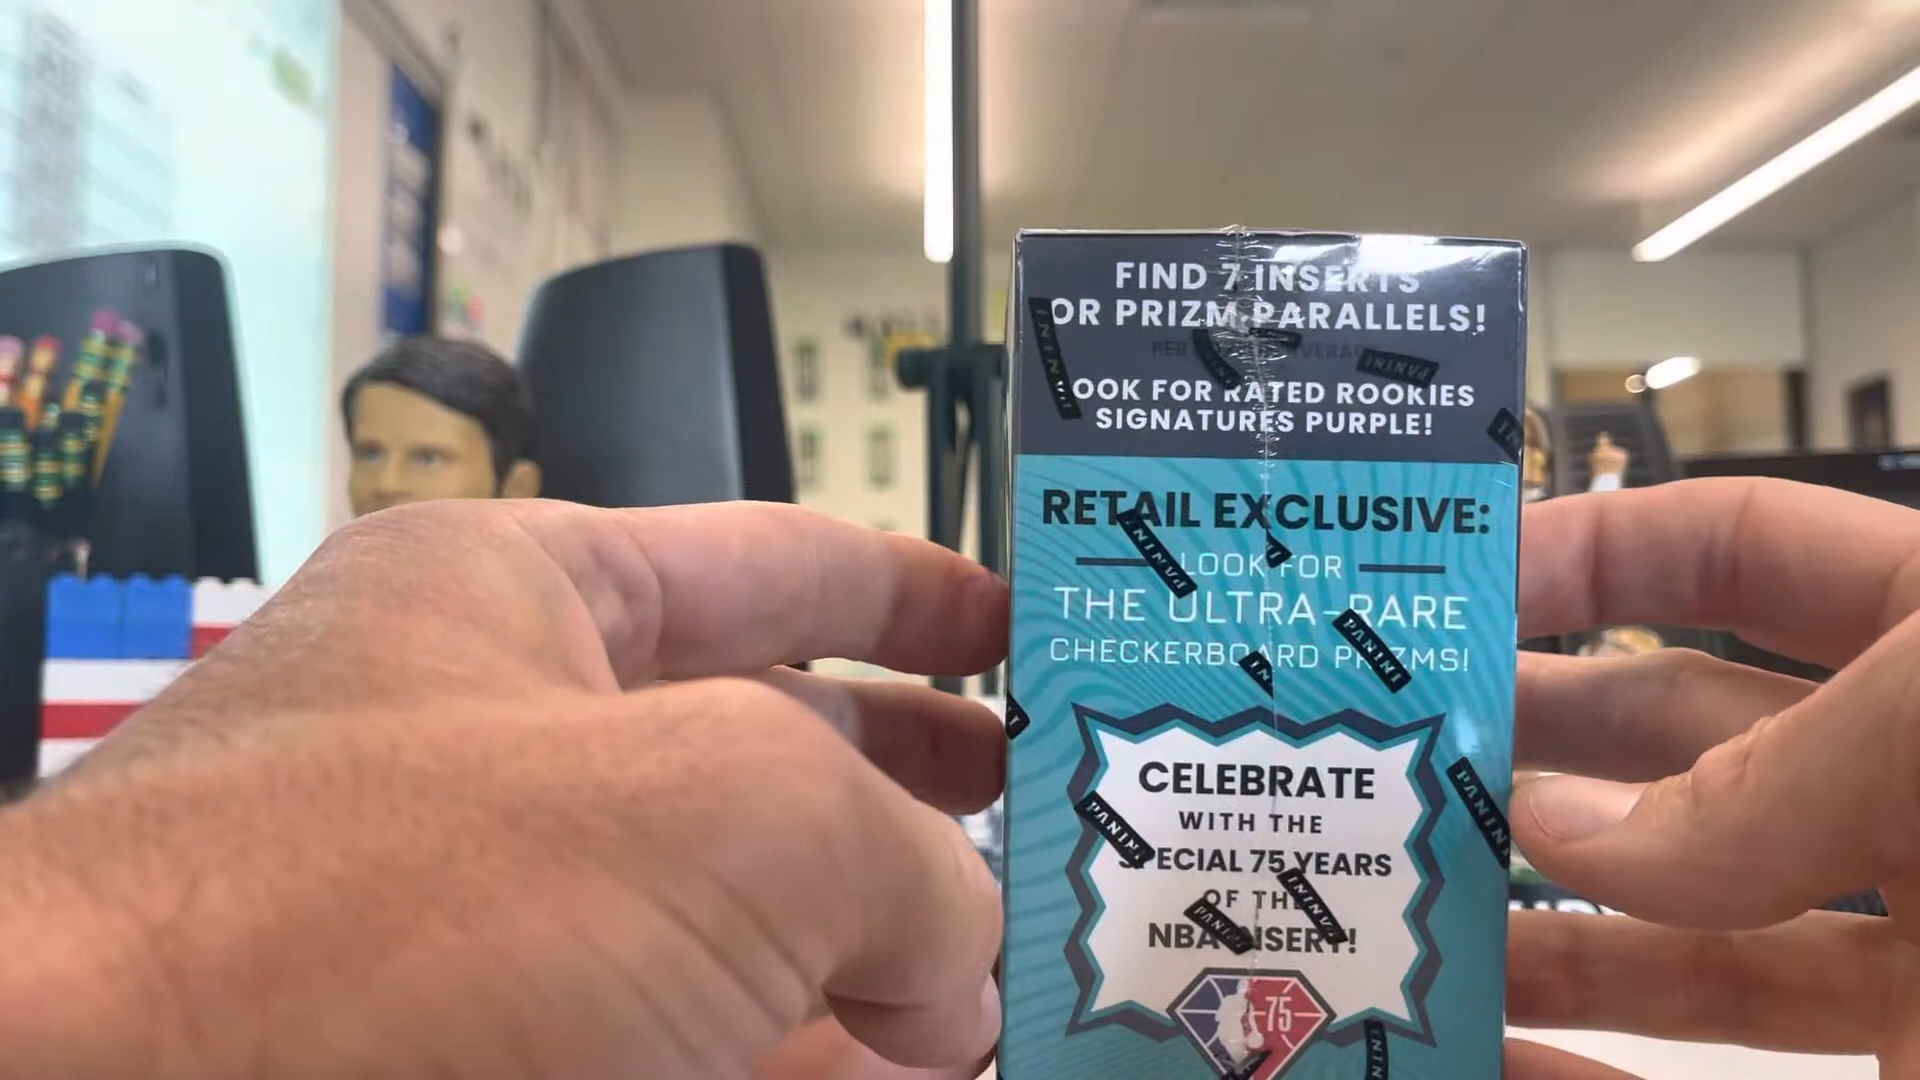 FIND 7 INSERTS
OR PRIZM PARALLELS!
LOOK FOR RATED ROOKIES
SIGNATURES PURPLE!
RETAIL EXCLUSIVE:
LOOK FOR
THE ULTRA-RARE
CHECKERBOARD PRIZMS!
CELEBRATE
WITH THE
SPECIAL 75 YEARS
OF THE
NBA INSERT!
75
PANINI
PANINI
PANINI
PANINI
PANINI
PANINI
PANINI
PANINI